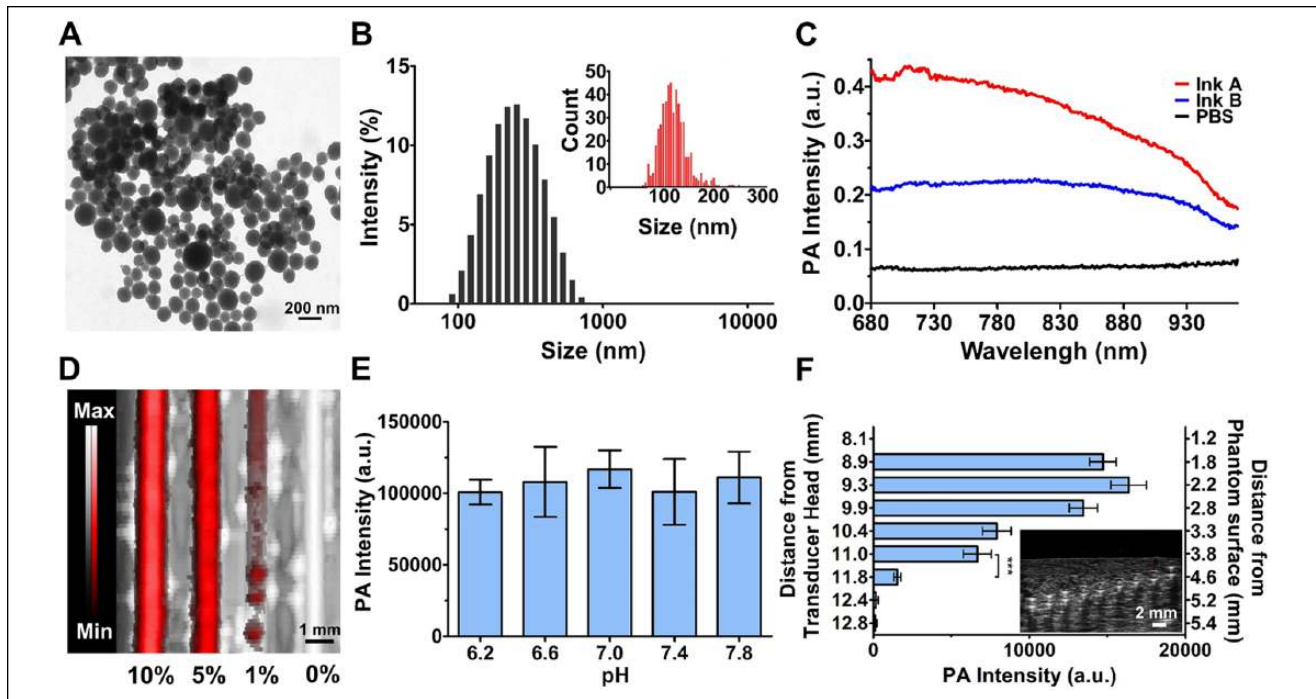 A
200 nm
B
Intensity (%)
15
10
5
0
100
1000
10000
Size (nm)
Count
50
40
30
20
10
0
100
200
300
Size (nm)
C
PA Intensity (a.u.)
0.4
0.3
0.2
0.1
0.0
680
730
780
830
880
930
Wavelengh (nm)
Ink A
Ink B
PBS
D
Max
Min
1 mm
10%
5%
1%
0%
E
PA Intensity (a.u.)
150000
100000
50000
0
6.2
6.6
7.0
7.4
7.8
pH
F
Distance from
Transducer Head (mm)
8.1
8.9
9.3
9.9
10.4
11.0
11.8
12.4
12.8
1.2
1.8
2.2
2.8
3.3
3.8
4.6
5.2
5.4
Distance from
Phantom surface (mm)
***
2 mm
0
10000
20000
PA Intensity (a.u.)